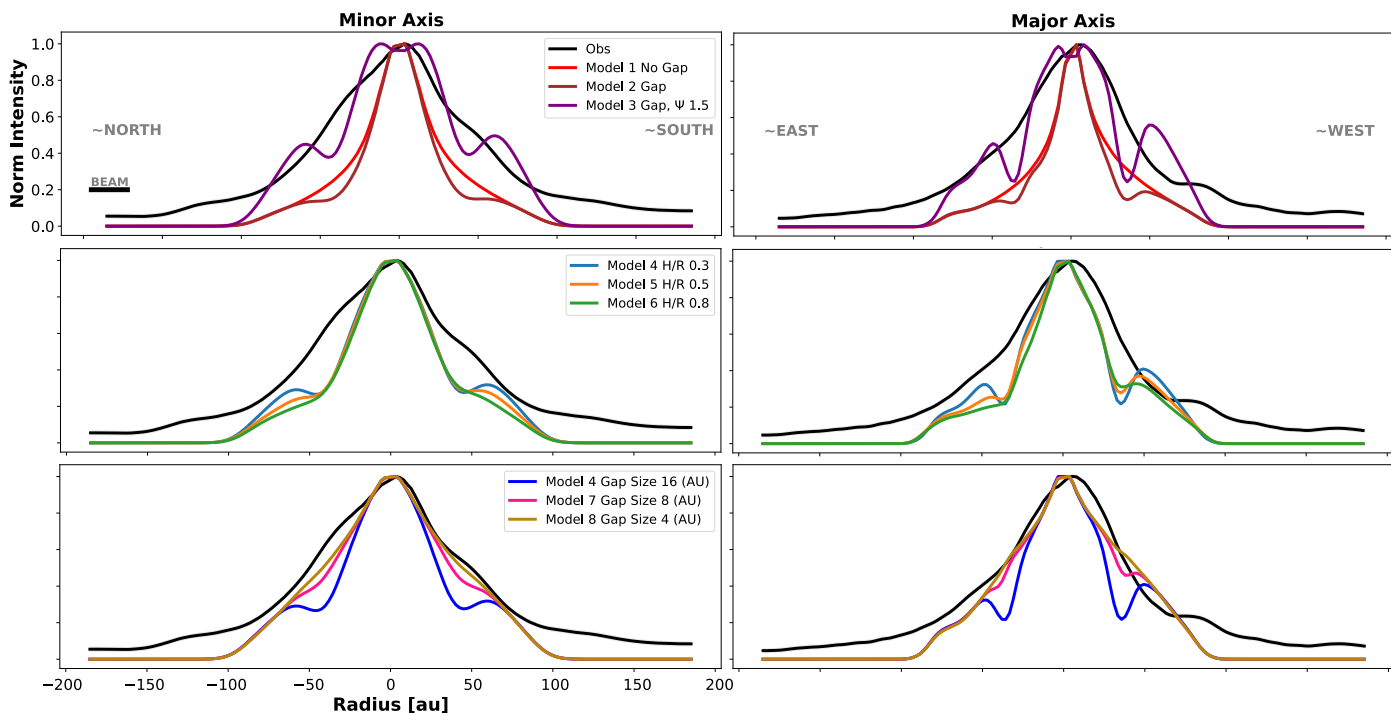 Minor Axis
Major Axis
Norm Intensity
1.0
0.8
0.6
0.4
0.2
0.0
Obs
Model 1 No Gap
Model 2 Gap
Model 3 Gap, Ψ 1.5
~NORTH
~SOUTH
BEAM
~EAST
~WEST
Model 4 H/R 0.3
Model 5 H/R 0.5
Model 6 H/R 0.8
Model 4 Gap Size 16 (AU)
Model 7 Gap Size 8 (AU)
Model 8 Gap Size 4 (AU)
−200 −150 −100 −50 0 50 100 150 200
Radius [au]